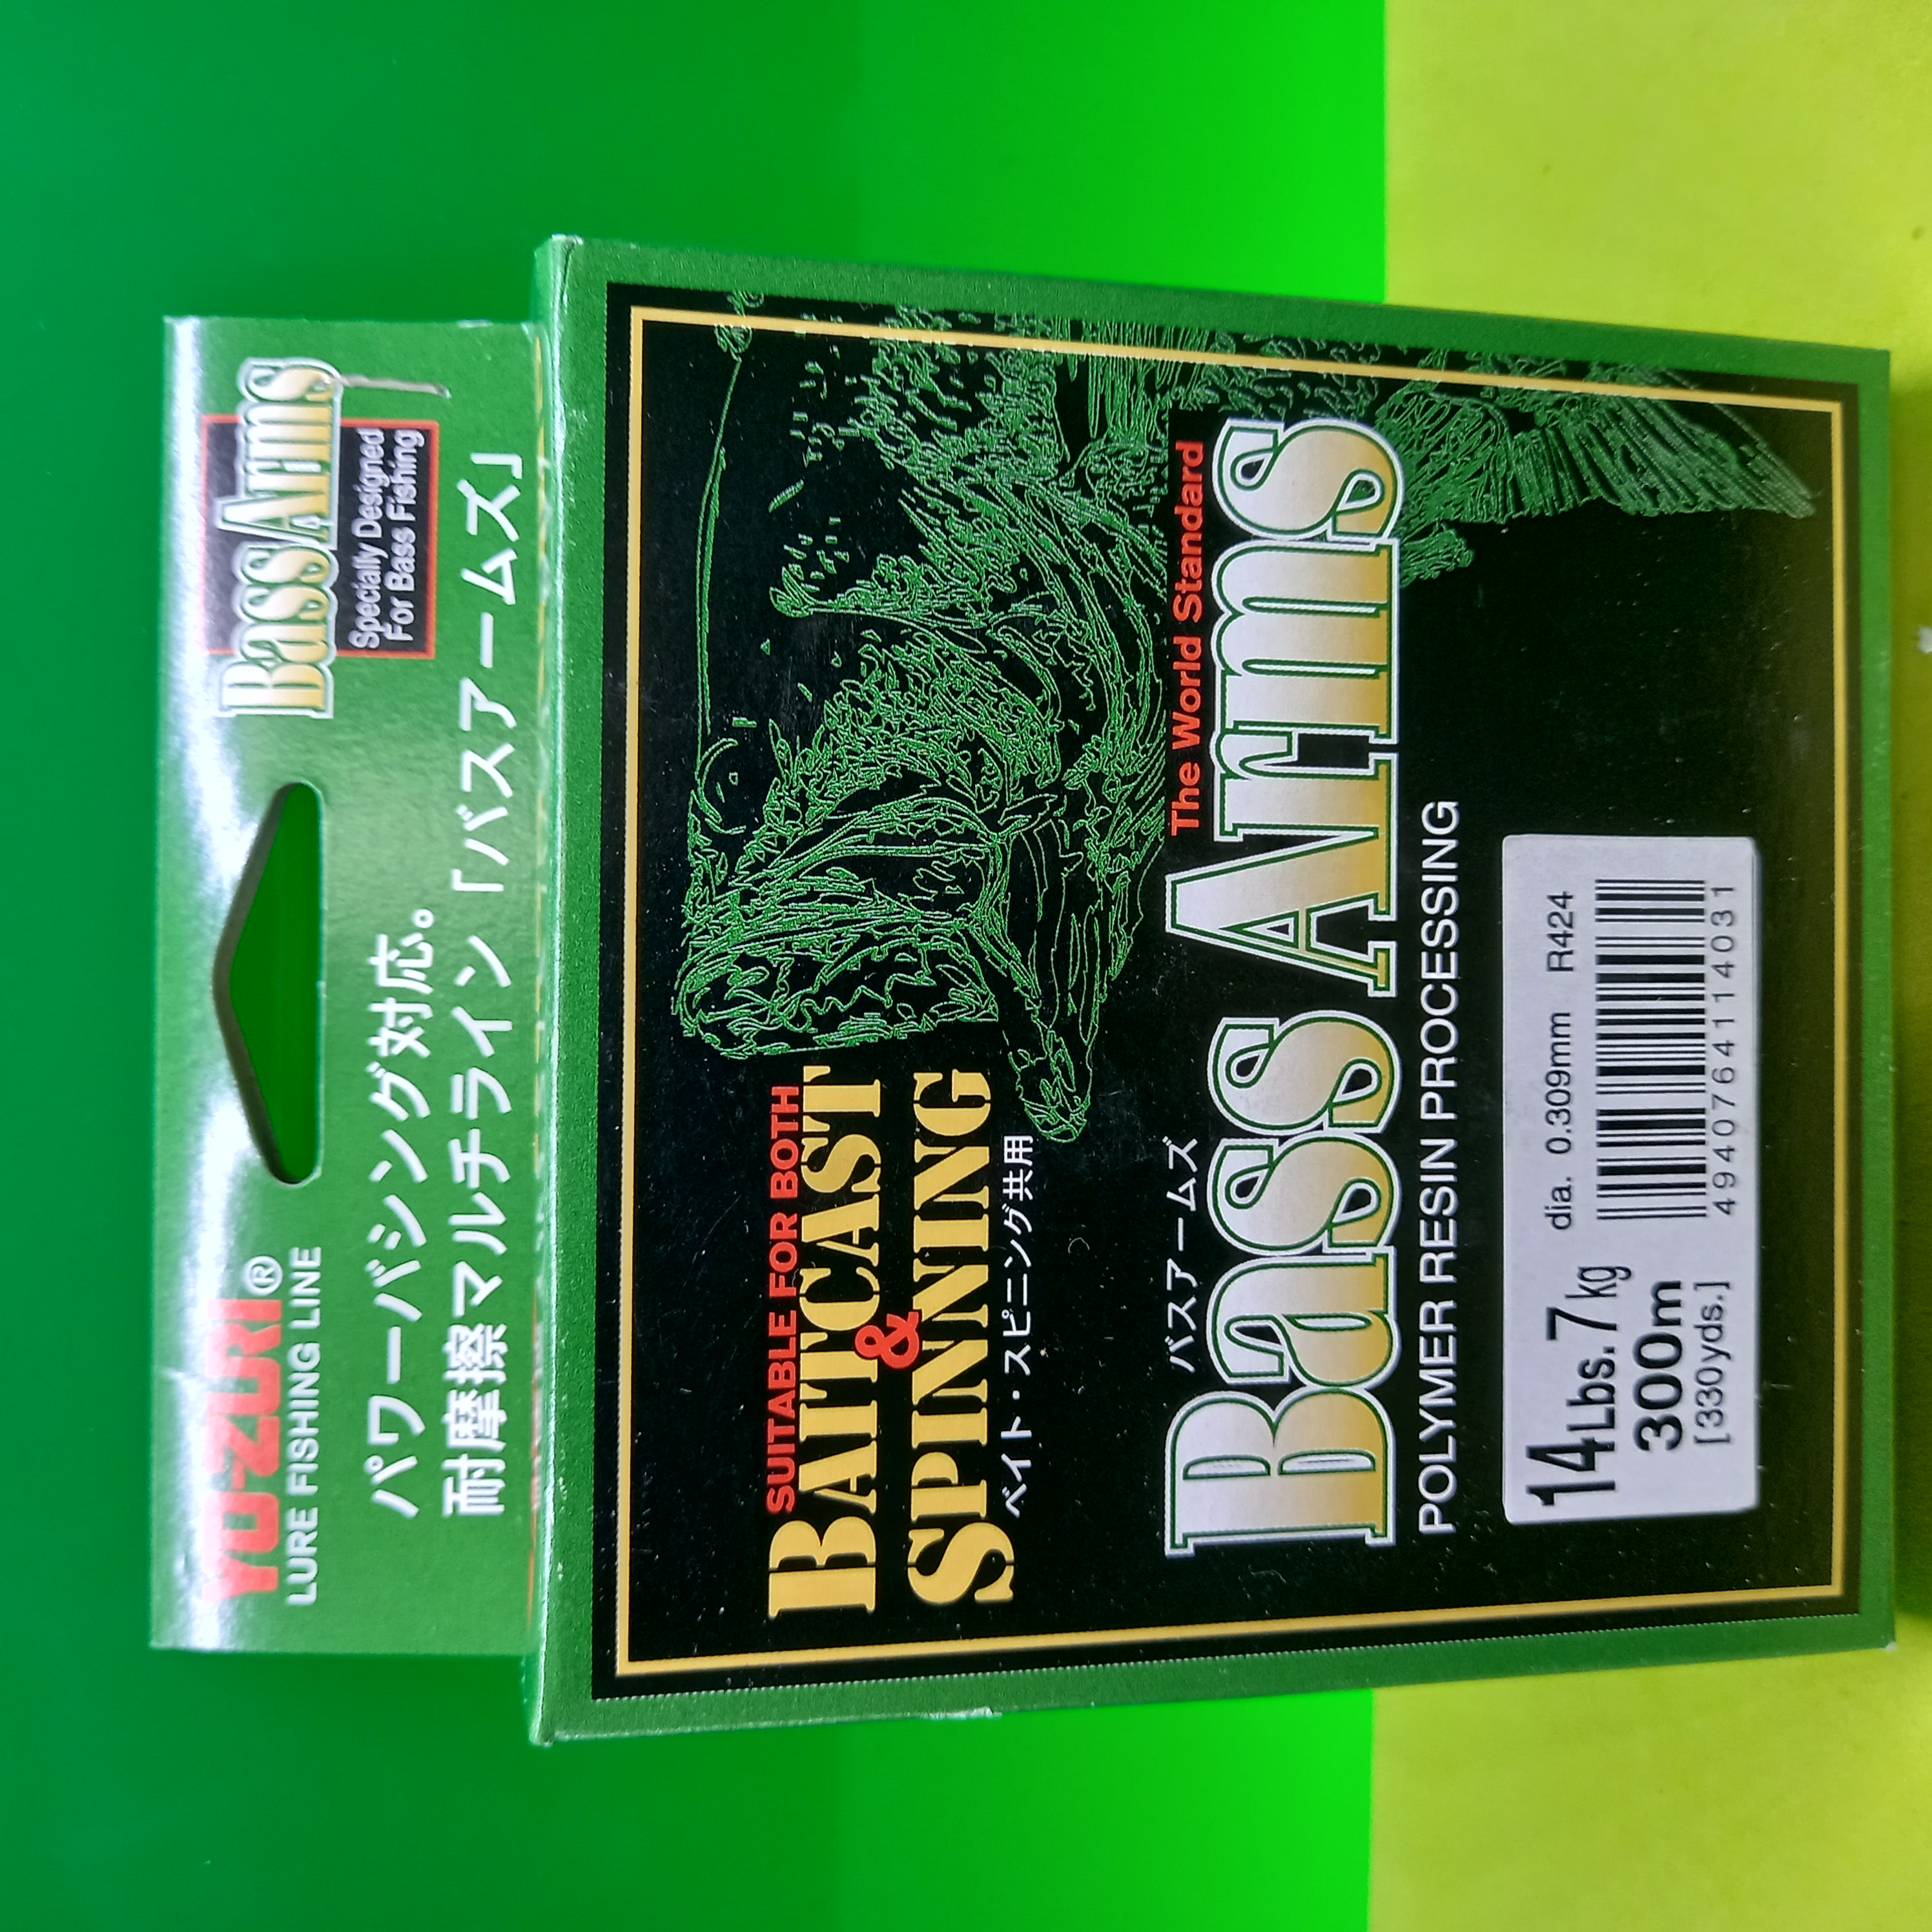 YO-ZURI®
LURE FISHING LINE
Bass Arms
Specially Designed
For Bass Fishing
パワーバシング対応。
耐摩擦マルチライン「バスアームズ」
SUITABLE FOR BOTH
BAITCAST
&
SPINNING
ベイト・スピニング共用
バスアームズ
The World Standard
Bass Arms
POLYMER RESIN PROCESSING
14Lbs. 7kg
300m
[330yds.]
dia. 0.309mm R424
4940764114031